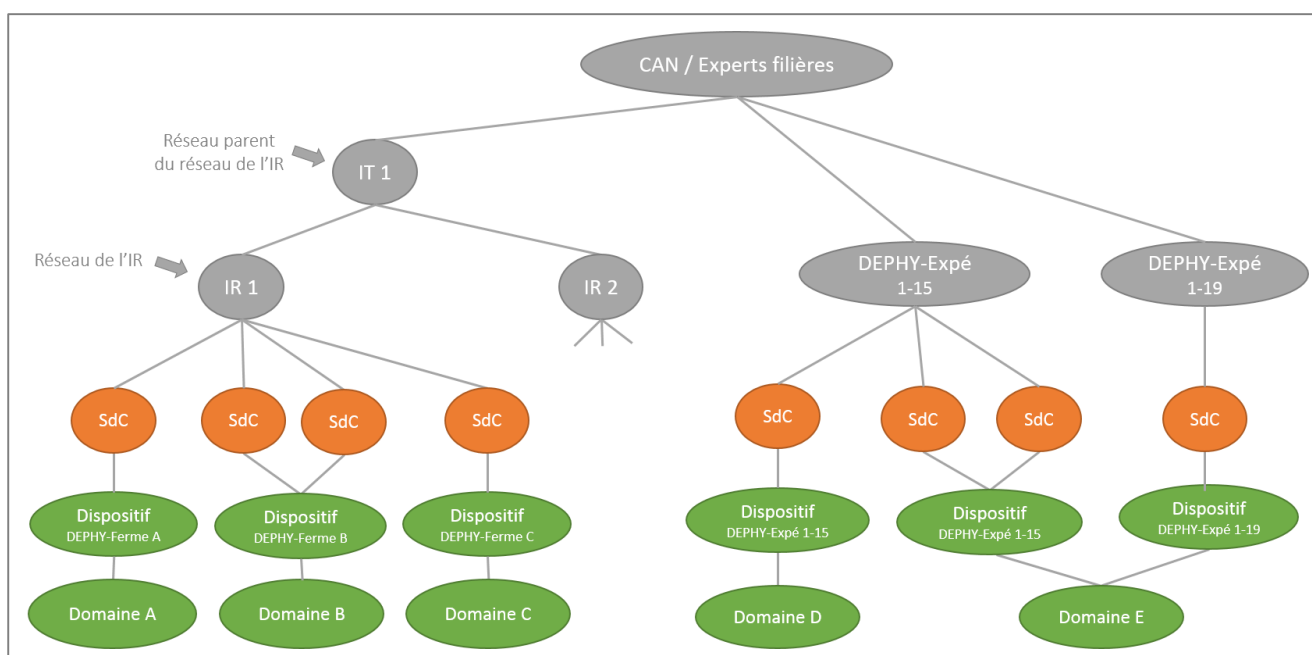 CAN / Experts filières
Réseau parent
du réseau de l'IR
IT 1
Réseau de l'IR
IR 1
IR 2
DEPHY-Expé
1-15
DEPHY-Expé
1-19
SdC
SdC
SdC
SdC
SdC
SdC
SdC
SdC
Dispositif
DEPHY-Ferme A
Dispositif
DEPHY-Ferme B
Dispositif
DEPHY-Ferme C
Dispositif
DEPHY-Expé 1-15
Dispositif
DEPHY-Expé 1-15
Dispositif
DEPHY-Expé 1-19
Domaine A
Domaine B
Domaine C
Domaine D
Domaine E